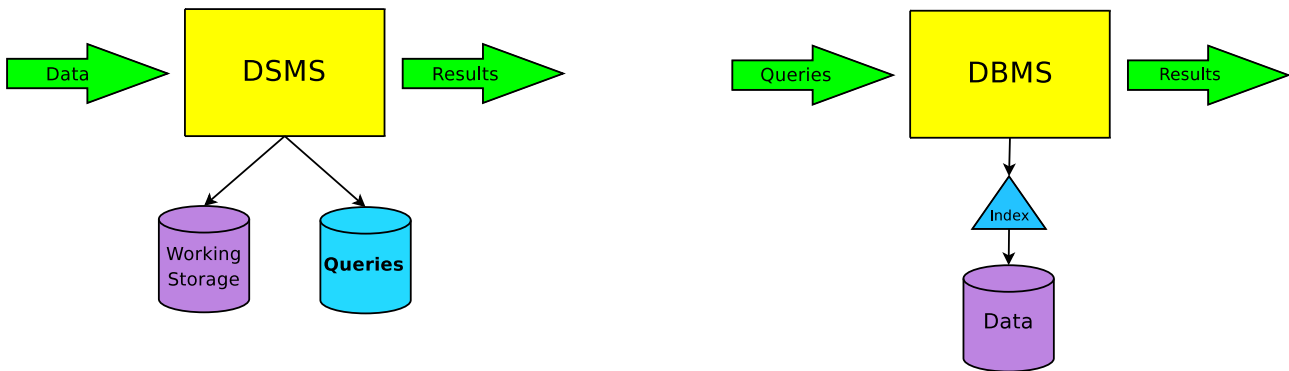 Data
DSMS
Results
Working
Storage
Queries
Queries
DBMS
Results
Index
Data